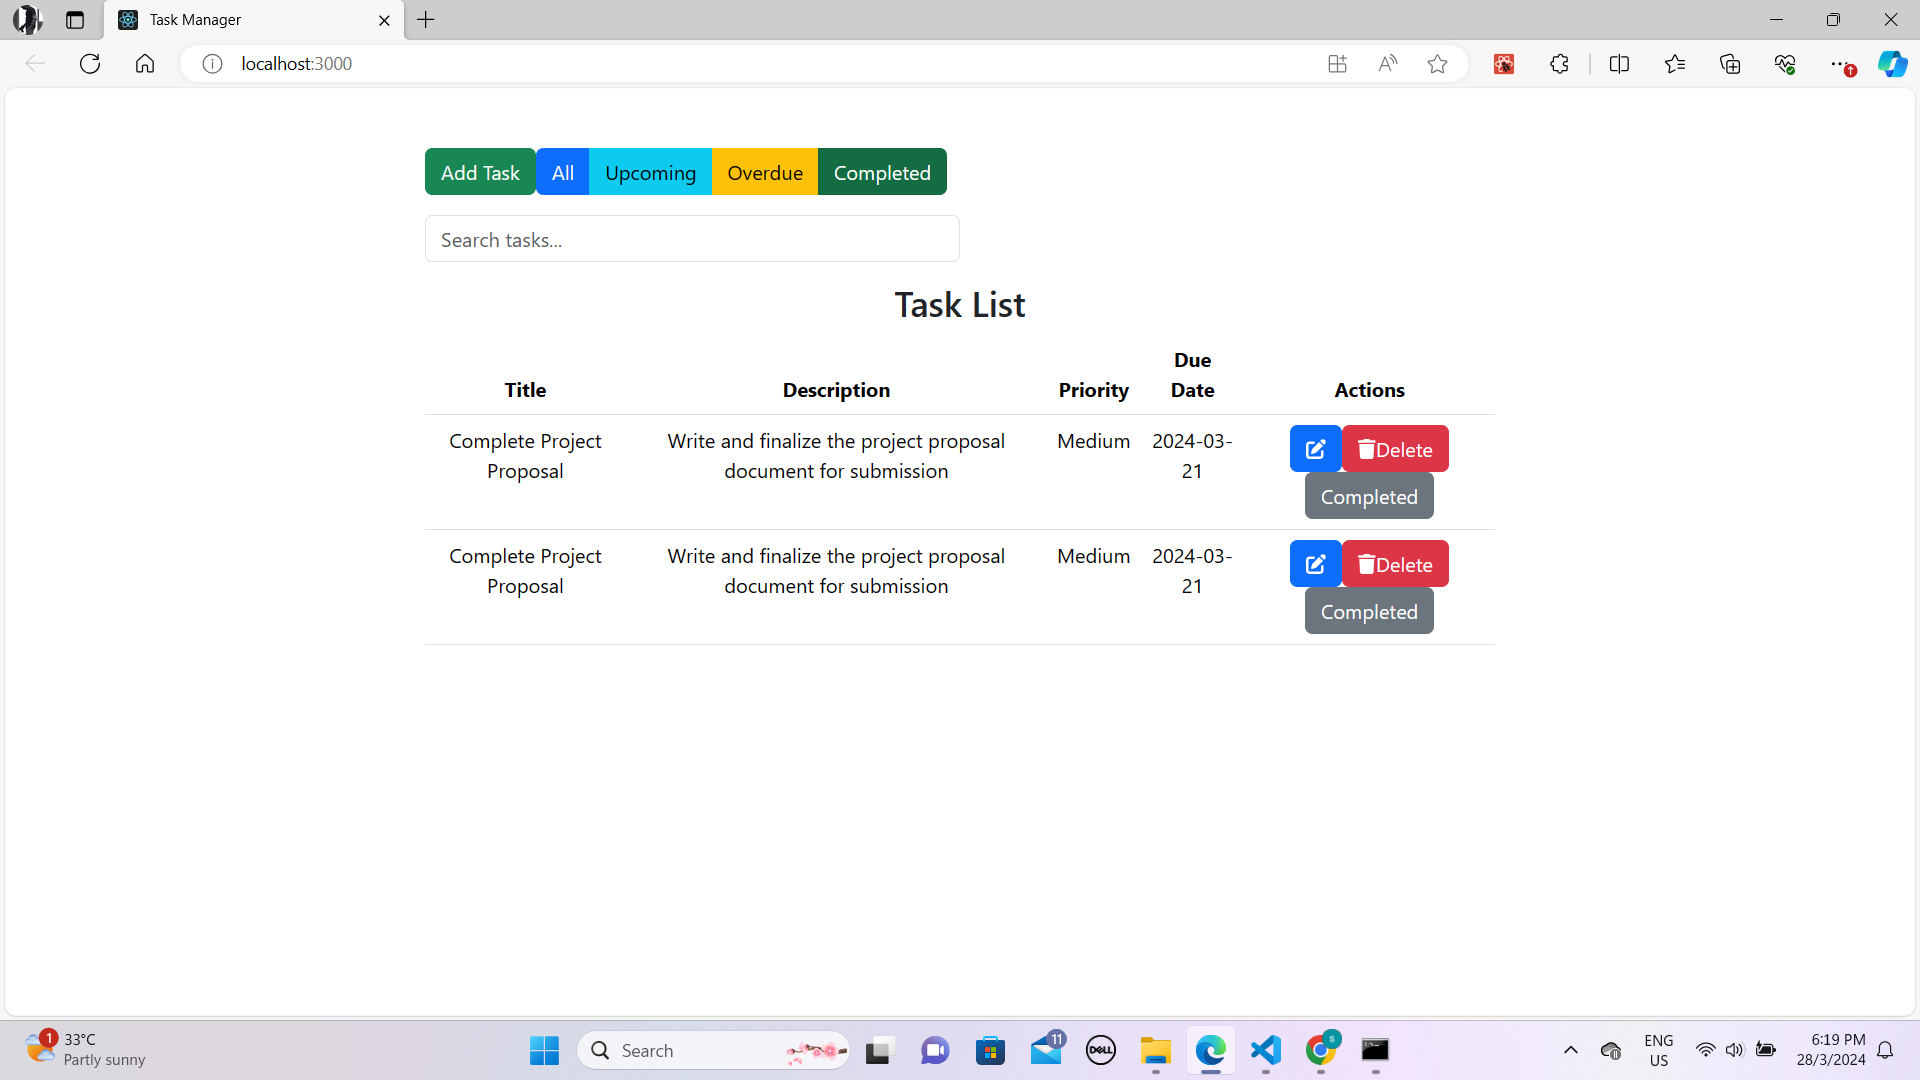 Task Manager
localhost:3000
Add Task All Upcoming Overdue Completed
Search tasks...
Task List
Title Description Priority Due Date Actions
Complete Project Write and finalize the project proposal Medium 2024-03- Delete
Proposal document for submission 21 Completed
Complete Project Write and finalize the project proposal Medium 2024-03- Delete
Proposal document for submission 21 Completed
1 33°C
Partly sunny
Search
11
DELL
S
ENG
US
6:19 PM
28/3/2024